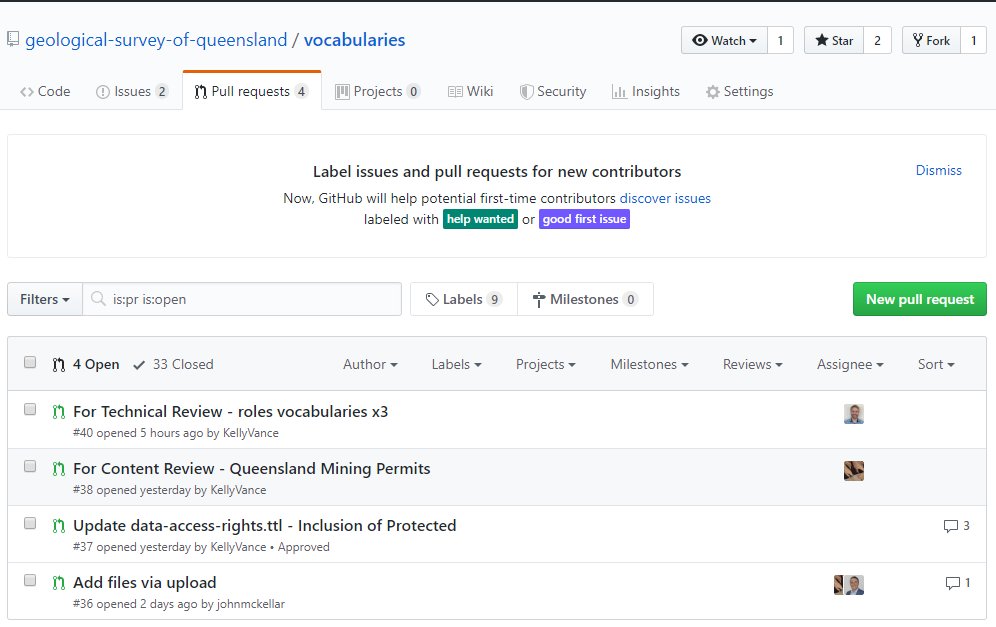 geological-survey-of-queensland / vocabularies
Watch 1 Star 2 Fork 1
Code Issues 2 Pull requests 4 Projects 0 Wiki Security Insights Settings
Label issues and pull requests for new contributors
Dismiss
Now, GitHub will help potential first-time contributors discover issues
labeled with help wanted or good first issue
Filters is:pr is:open Labels 9 Milestones 0 New pull request
4 Open 33 Closed Author Labels Projects Milestones Reviews Assignee Sort
For Technical Review - roles vocabularies x3
#40 opened 5 hours ago by KellyVance
For Content Review - Queensland Mining Permits
#38 opened yesterday by KellyVance
Update data-access-rights.ttl - Inclusion of Protected 3
#37 opened yesterday by KellyVance • Approved
Add files via upload 1
#36 opened 2 days ago by johnmckellar